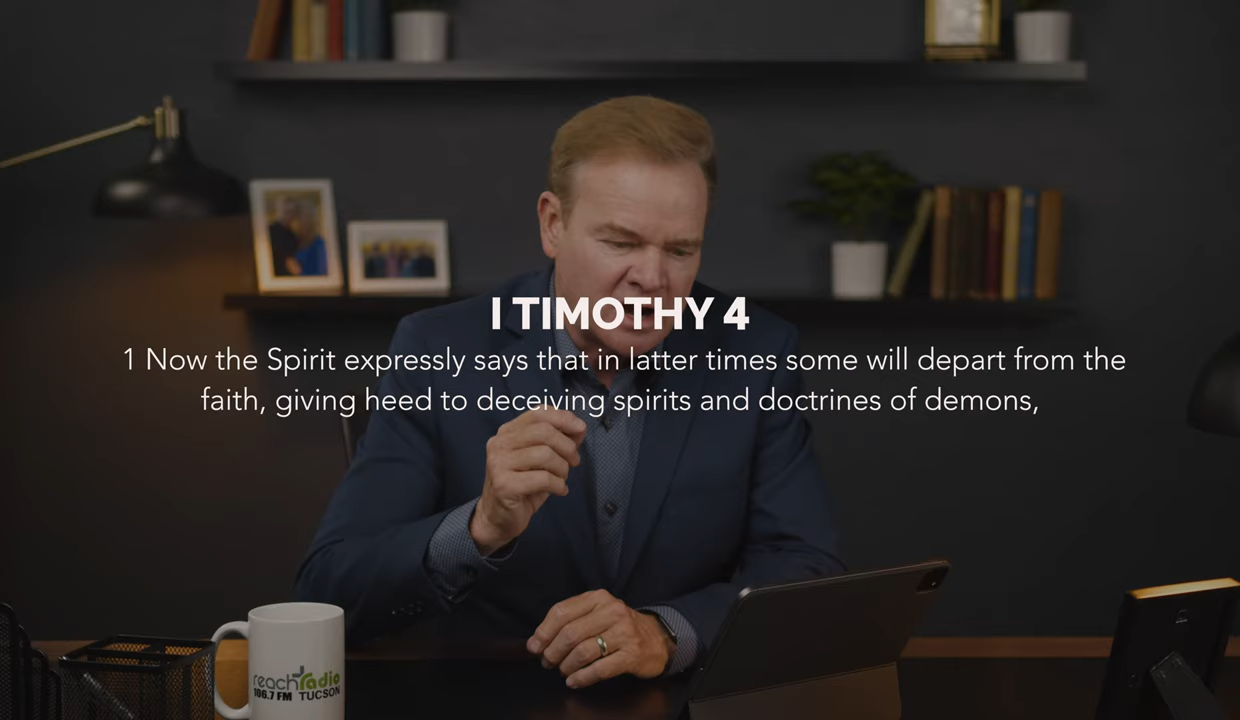 I TIMOTHY 4
1 Now the Spirit expressly says that in latter times some will depart from the
faith, giving heed to deceiving spirits and doctrines of demons,
reach radio
106.7 FM TUCSON